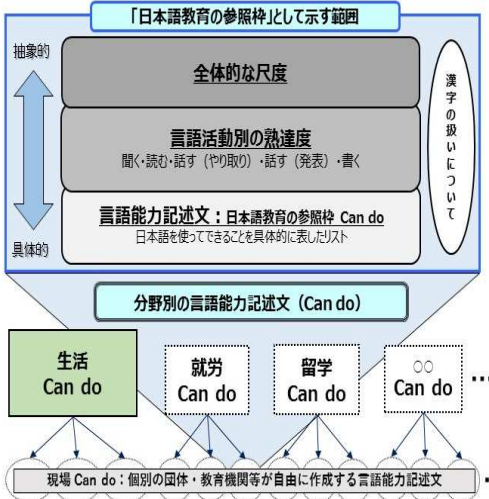 「日本語教育の参照枠」として示す範囲
抽象的
全体的な尺度
言語活動別の熟達度
聞く・読む・話す（やり取り）・話す（発表）・書く
言語能力記述文：日本語教育の参照枠 Can do
日本語を使ってできることを具体的に表したリスト
具体的
漢字の扱いについて
分野別の言語能力記述文（Can do）
生活
Can do
就労
Can do
留学
Can do
○○
Can do
…
現場 Can do：個別の団体・教育機関等が自由に作成する言語能力記述文